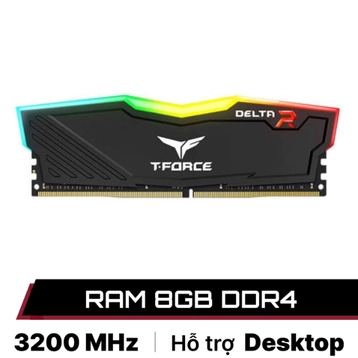 DELTA R
T-FORCE
RAM 8GB DDR4
3200 MHz | Hỗ trợ Desktop